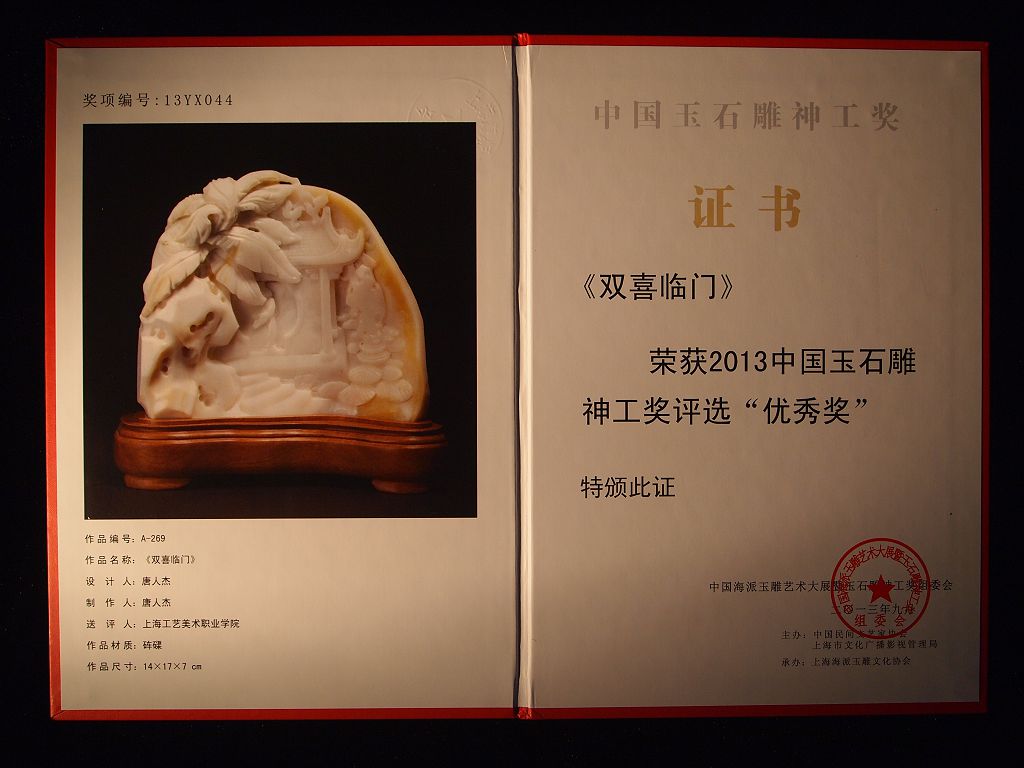 奖项编号:13YX044
作品编号: A-269
作品名称: 《双喜临门》
设 计 人: 唐人杰
制 作 人: 唐人杰
送 评 人: 上海工艺美术职业学院
作品材质: 砗磲
作品尺寸: 14×17×7 cm
中国玉石雕神工奖
证书
《双喜临门》
荣获2013中国玉石雕
神工奖评选“优秀奖”
特颁此证
中国海派玉雕艺术大展暨玉石雕神工奖组委会
二〇一三年九月
主办: 中国民间文艺家协会
上海市文化广播影视管理局
承办: 上海海派玉雕文化协会
组委会